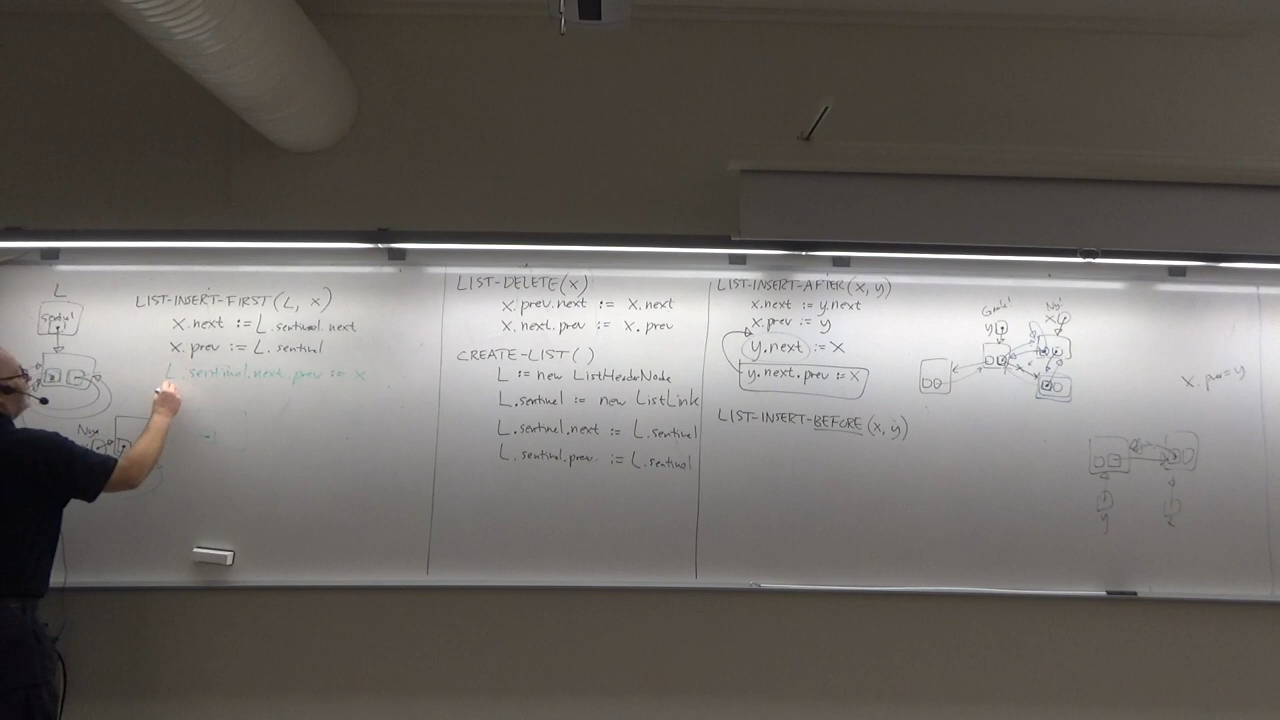 L
LIST-INSERT-FIRST(L, x)
x.next := L.sentinel.next
x.prev := L.sentinel
L.sentinel.next.prev := x
LIST-DELETE(x)
x.prev.next := x.next
x.next.prev := x.prev
CREATE-LIST()
L := new ListHeaderNode
L.sentinel := new ListLink
L.sentinel.next := L.sentinel
L.sentinel.prev := L.sentinel
LIST-INSERT-AFTER(x, y)
x.next := y.next
x.prev := y
y.next := x
y.next.prev := x
LIST-INSERT-BEFORE(x, y)
y
x
x.prev=y
y
x